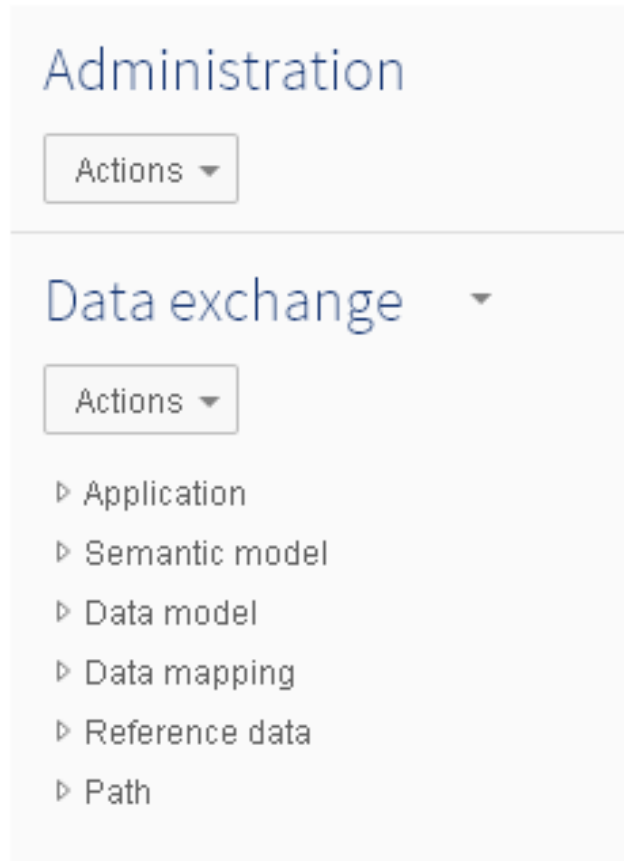 Administration
Actions
Data exchange
Actions
Application
Semantic model
Data model
Data mapping
Reference data
Path